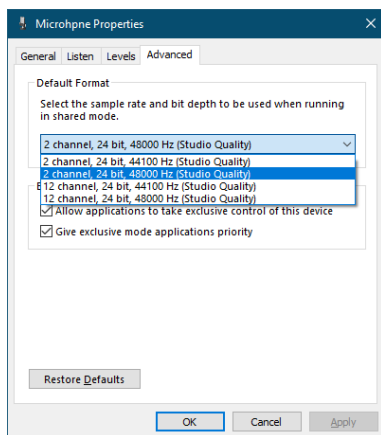 Microhpne Properties
General Listen Levels Advanced
Default Format
Select the sample rate and bit depth to be used when running
in shared mode.
2 channel, 24 bit, 48000 Hz (Studio Quality)
2 channel, 24 bit, 44100 Hz (Studio Quality)
2 channel, 24 bit, 48000 Hz (Studio Quality)
12 channel, 24 bit, 44100 Hz (Studio Quality)
12 channel, 24 bit, 48000 Hz (Studio Quality)
Allow applications to take exclusive control of this device
Give exclusive mode applications priority
Restore Defaults
OK Cancel Apply